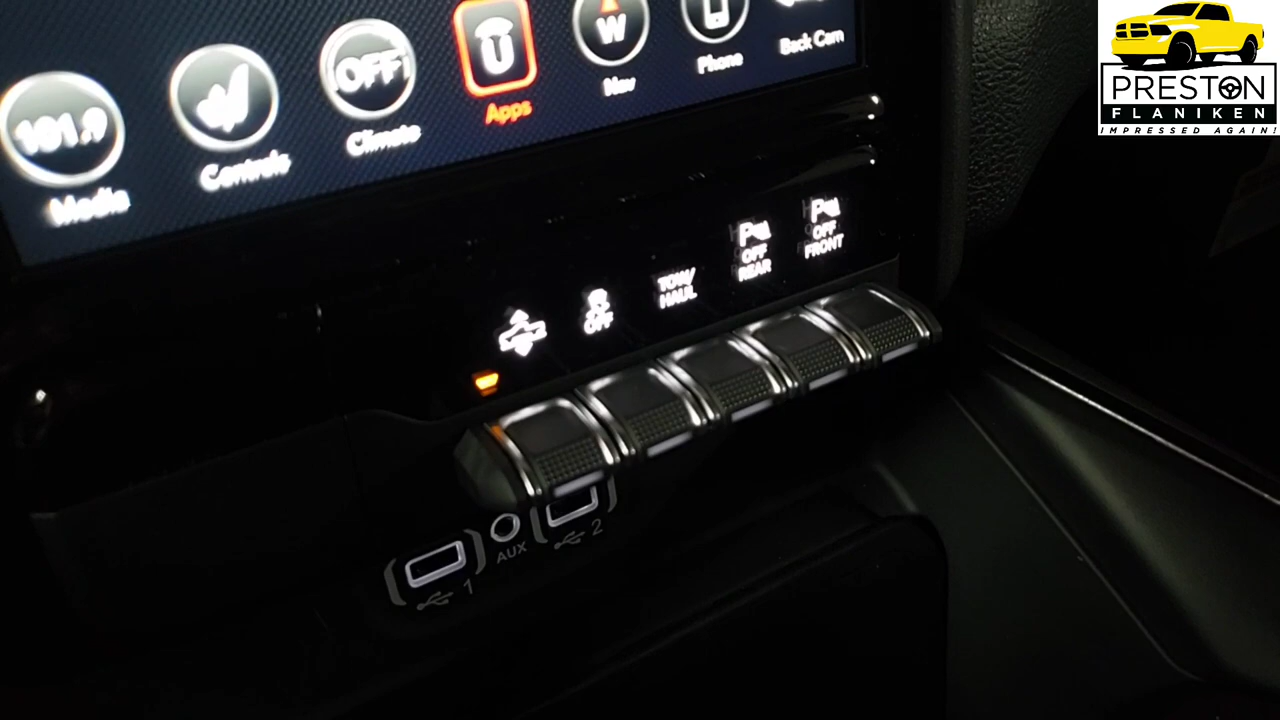 PRESTON
FLANIKEN
IMPRESSED AGAIN!
101.9
OFF
U
W
Media
Controls
Climate
Apps
Nav
Phone
Back Cam
OFF
TOW/
HAUL
P
OFF
REAR
P
OFF
FRONT
1
AUX
2